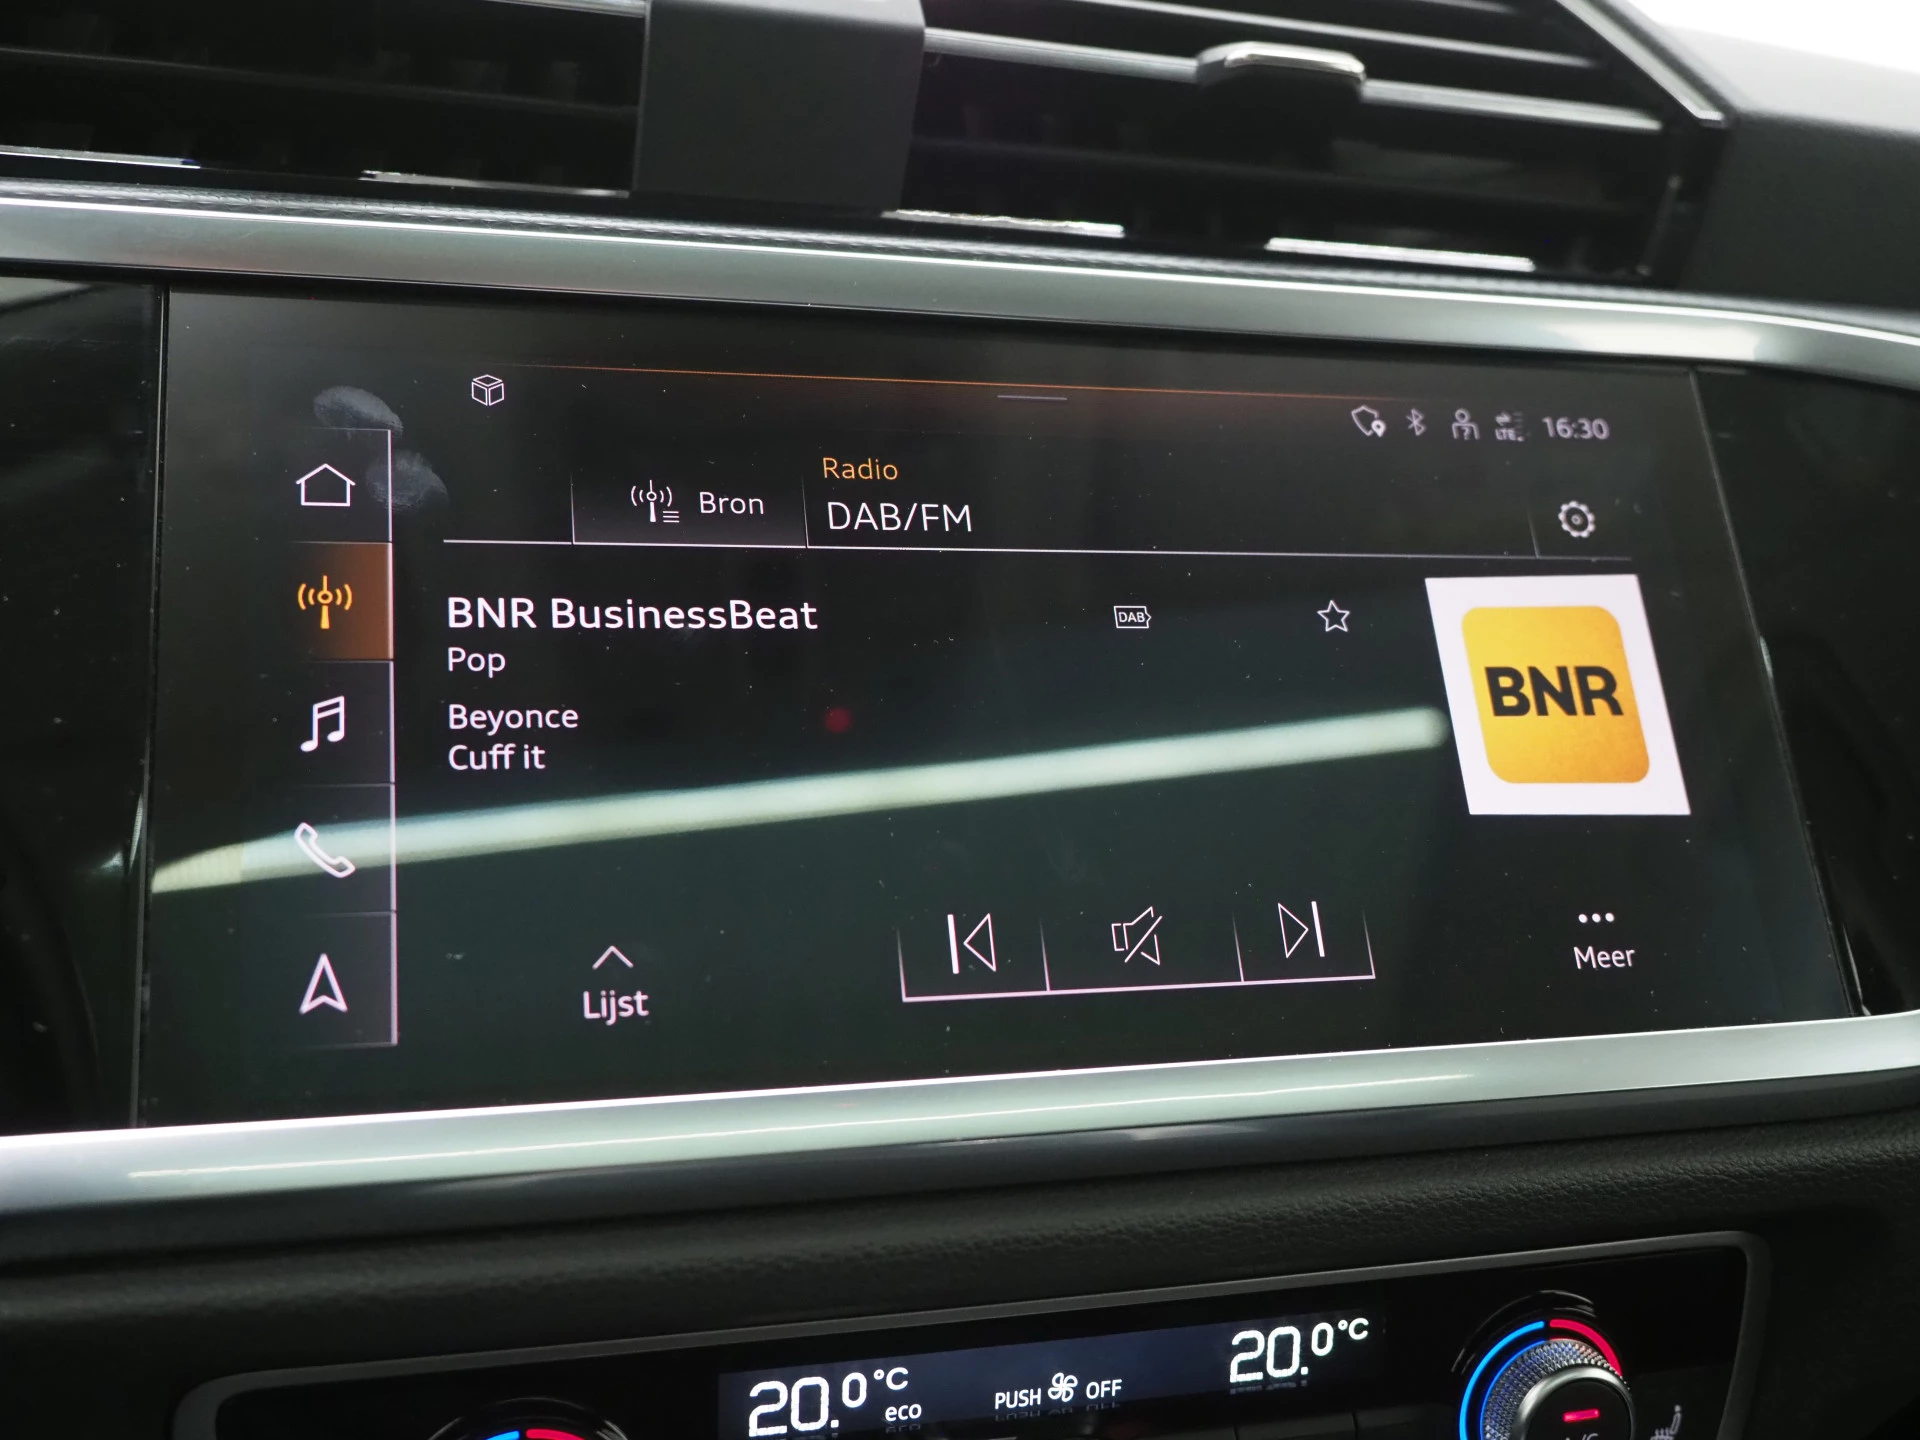 LTE 16:30
Radio
Bron DAB/FM
BNR BusinessBeat DAB
Pop
BNR
Beyonce
Cuff it
Lijst
Meer
20.0°C eco PUSH OFF 20.0°C
A/C